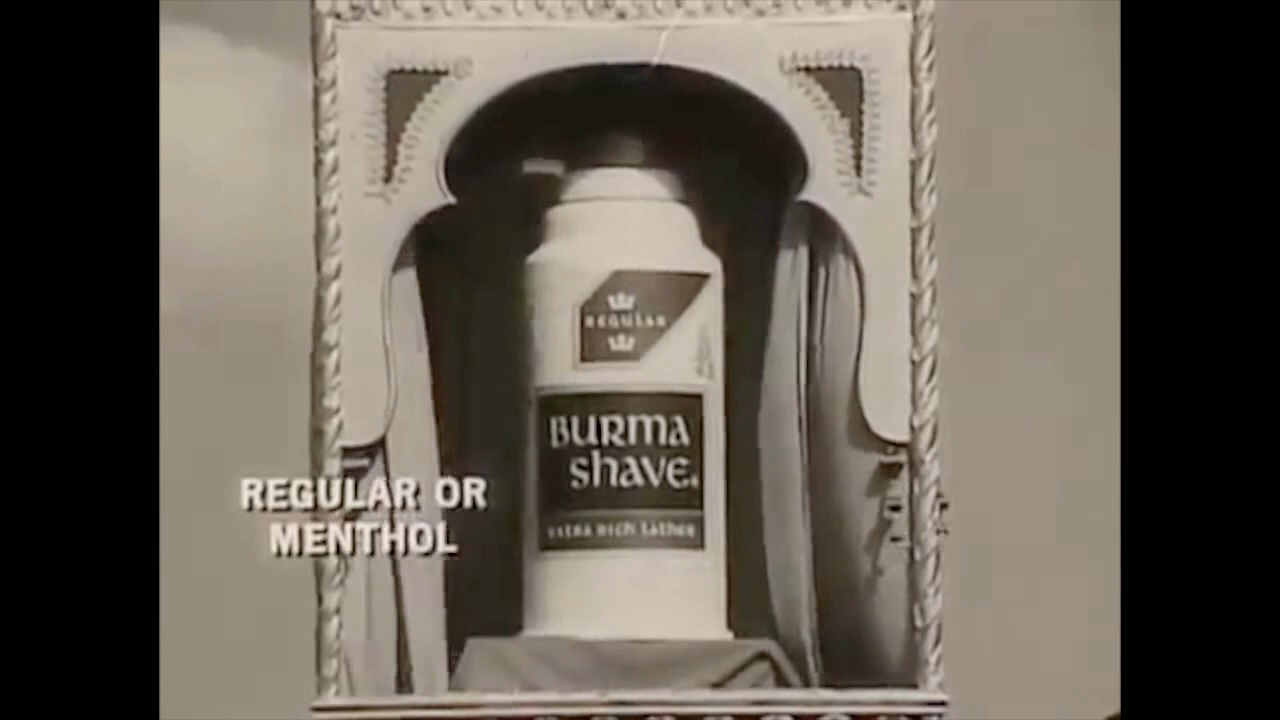 REGULAR
BURMA
shave.
extra rich lather
REGULAR OR
MENTHOL